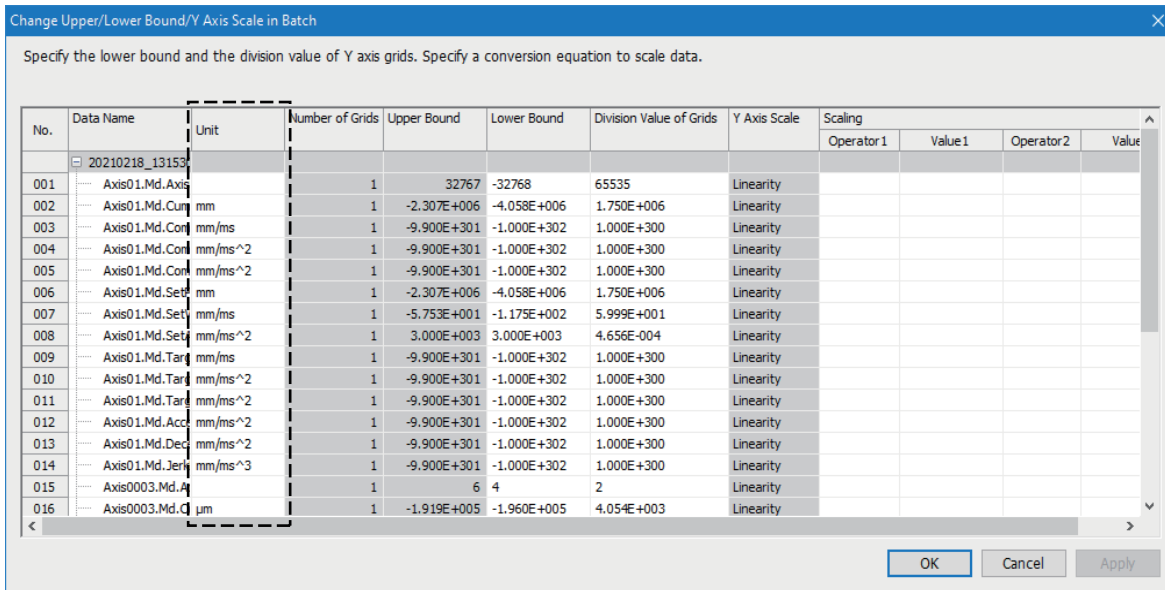 Change Upper/Lower Bound/Y Axis Scale in Batch
Specify the lower bound and the division value of Y axis grids. Specify a conversion equation to scale data.
No. Data Name Unit Number of Grids Upper Bound Lower Bound Division Value of Grids Y Axis Scale Scaling
Operator1 Value1 Operator2 Value
20210218_13153
001 Axis01.Md.Axis 1 32767 -32768 65535 Linearity
002 Axis01.Md.Cum mm 1 -2.307E+006 -4.058E+006 1.750E+006 Linearity
003 Axis01.Md.Com mm/ms 1 -9.900E+301 -1.000E+302 1.000E+300 Linearity
004 Axis01.Md.Com mm/ms^2 1 -9.900E+301 -1.000E+302 1.000E+300 Linearity
005 Axis01.Md.Com mm/ms^2 1 -9.900E+301 -1.000E+302 1.000E+300 Linearity
006 Axis01.Md.Set mm 1 -2.307E+006 -4.058E+006 1.750E+006 Linearity
007 Axis01.Md.Set mm/ms 1 -5.753E+001 -1.175E+002 5.999E+001 Linearity
008 Axis01.Md.Set mm/ms^2 1 3.000E+003 3.000E+003 4.656E-004 Linearity
009 Axis01.Md.Targ mm/ms 1 -9.900E+301 -1.000E+302 1.000E+300 Linearity
010 Axis01.Md.Targ mm/ms^2 1 -9.900E+301 -1.000E+302 1.000E+300 Linearity
011 Axis01.Md.Targ mm/ms^2 1 -9.900E+301 -1.000E+302 1.000E+300 Linearity
012 Axis01.Md.Acc mm/ms^2 1 -9.900E+301 -1.000E+302 1.000E+300 Linearity
013 Axis01.Md.Dec mm/ms^2 1 -9.900E+301 -1.000E+302 1.000E+300 Linearity
014 Axis01.Md.Jerk mm/ms^3 1 -9.900E+301 -1.000E+302 1.000E+300 Linearity
015 Axis0003.Md.A 1 6 4 2 Linearity
016 Axis0003.Md.C µm 1 -1.919E+005 -1.960E+005 4.054E+003 Linearity
OK Cancel Apply